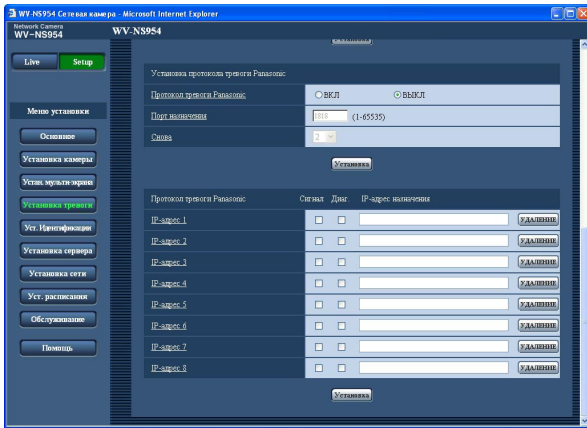 WV-NS954 Сетевая камера - Microsoft Internet Explorer
Network Camera
WV-NS954
WV-NS954
Live
Setup
Установка
Установка протокола тревоги Panasonic
Протокол тревоги Panasonic
ВКЛ
ВЫКЛ
Порт назначения
1818
(1-65535)
Снова
2
Установка
Меню установки
Основное
Установка камеры
Устан. мульти-экрана
Установка тревоги
Уст. Идентификации
Установка сервера
Установка сети
Уст. расписания
Обслуживание
Помощь
Протокол тревоги Panasonic Сигнал Диаг. IP-адрес назначения
IP-адрес 1 УДАЛЕНИЕ
IP-адрес 2 УДАЛЕНИЕ
IP-адрес 3 УДАЛЕНИЕ
IP-адрес 4 УДАЛЕНИЕ
IP-адрес 5 УДАЛЕНИЕ
IP-адрес 6 УДАЛЕНИЕ
IP-адрес 7 УДАЛЕНИЕ
IP-адрес 8 УДАЛЕНИЕ
Установка